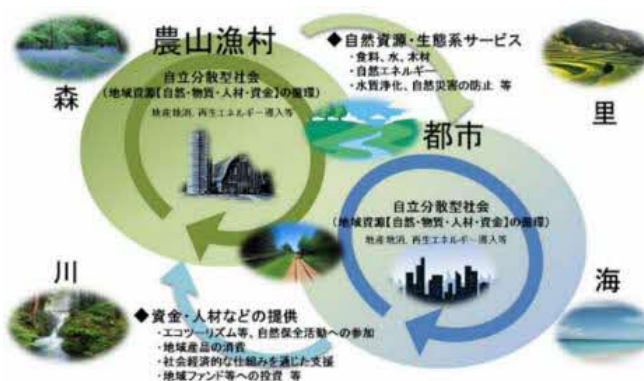 農山漁村
森
自立分散型社会
(地域資源【自然・物質・人材・資金】の循環)
地産地消、再生エネルギー導入等
◆自然資源・生態系サービス
・食料、水、木材
・自然エネルギー
・水質浄化、自然災害の防止 等
里
都市
自立分散型社会
(地域資源【自然・物質・人材・資金】の循環)
地産地消、再生エネルギー導入等
川
◆資金・人材などの提供
・エコツーリズム等、自然保全活動への参加
・地域産品の消費
・社会経済的な仕組みを通じた支援
・地域ファンド等への投資 等
海